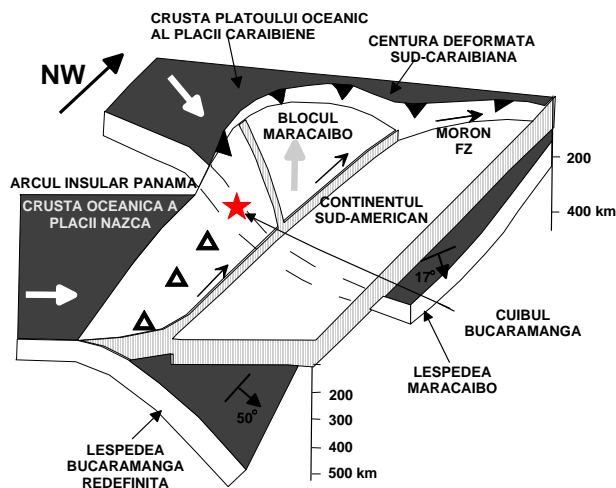 CRUSTA PLATOULUI OCEANIC
AL PLACII CARAIBIENE
CENTURA DEFORMATA
SUD-CARAIBIANA
NW
BLOCUL
MARACAIBO
MORON
FZ
200
400 km
ARCUL INSULAR PANAMA
CRUSTA OCEANICA A
PLACII NAZCA
CONTINENTUL
SUD-AMERICAN
17°
CUIBUL
BUCARAMANGA
LESPEDEA
MARACAIBO
50°
200
300
400
500 km
LESPEDEA
BUCARAMANGA
REDEFINITA